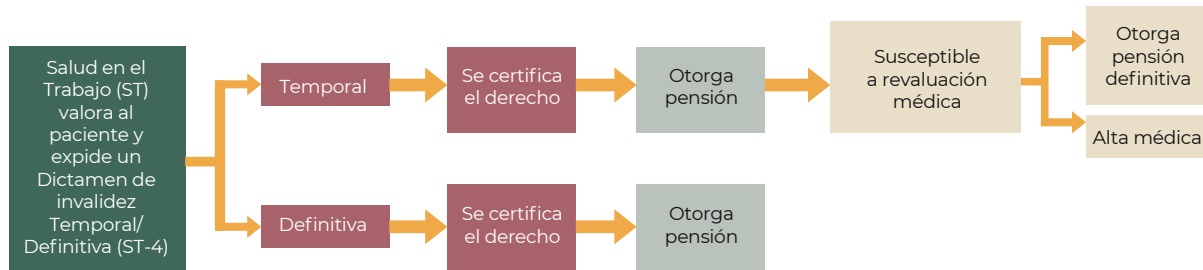 Salud en el
Trabajo (ST)
valora al
paciente y
expide un
Dictamen de
invalidez
Temporal/
Definitiva (ST-4)
Temporal
Se certifica
el derecho
Otorga
pensión
Susceptible
a revaluación
médica
Otorga
pensión
definitiva
Alta médica
Definitiva
Se certifica
el derecho
Otorga
pensión